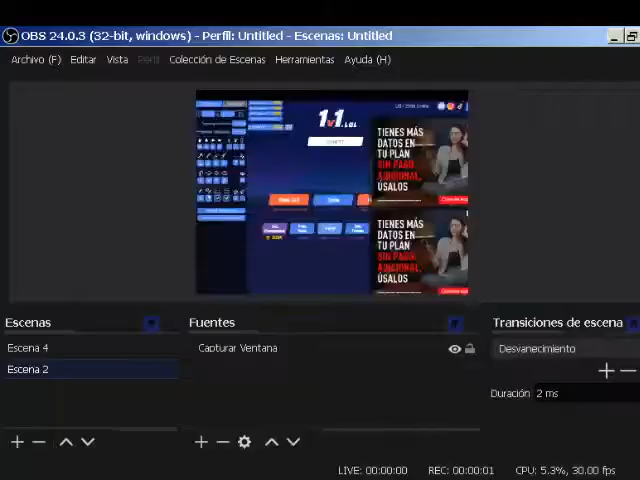 OBS 24.0.3 (32-bit, windows) - Perfil: Untitled - Escenas: Untitled
Archivo (F) Editar Vista Perfil Colección de Escenas Herramientas Ayuda (H)
1v1.LOL
TIENES MÁS
DATOS EN
TU PLAN
SIN PAGO
ADICIONAL.
ÚSALOS
TIENES MÁS
DATOS EN
TU PLAN
SIN PAGO
ADICIONAL.
ÚSALOS
Escenas
Fuentes
Transiciones de escena
Escena 4
Capturar Ventana
Desvanecimiento
Escena 2
Duración 2 ms
LIVE: 00:00:00 REC: 00:00:01 CPU: 5.3%, 30.00 fps